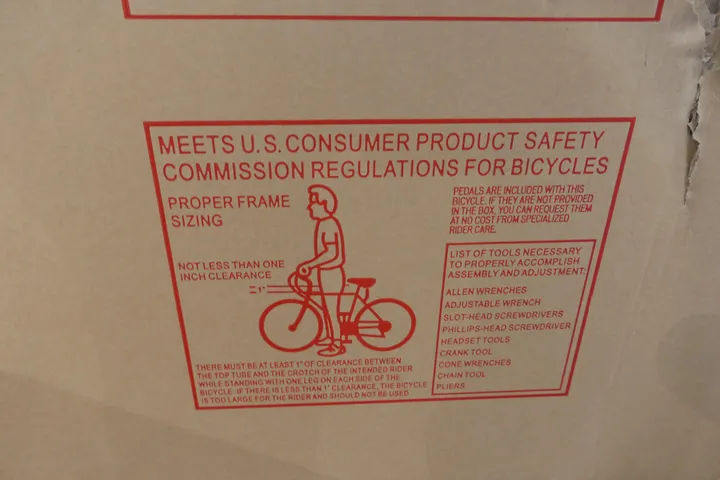 MEETS U.S. CONSUMER PRODUCT SAFETY
COMMISSION REGULATIONS FOR BICYCLES
PROPER FRAME
SIZING
PEDALS ARE INCLUDED WITH THIS
BICYCLE. IF THEY ARE NOT PROVIDED
IN THE BOX, YOU CAN REQUEST THEM
AT NO COST FROM SPECIALIZED
RIDER CARE.
NOT LESS THAN ONE
INCH CLEARANCE
1"
LIST OF TOOLS NECESSARY
TO PROPERLY ACCOMPLISH
ASSEMBLY AND ADJUSTMENT:
ALLEN WRENCHES
ADJUSTABLE WRENCH
SLOT-HEAD SCREWDRIVERS
PHILLIPS-HEAD SCREWDRIVER
HEADSET TOOLS
CRANK TOOL
CONE WRENCHES
CHAIN TOOL
PLIERS
THERE MUST BE AT LEAST 1" OF CLEARANCE BETWEEN
THE TOP TUBE AND THE CROTCH OF THE INTENDED RIDER
WHILE STANDING WITH ONE LEG ON EACH SIDE OF THE
BICYCLE. IF THERE IS LESS THAN 1" CLEARANCE, THE BICYCLE
IS TOO LARGE FOR THE RIDER AND SHOULD NOT BE USED.